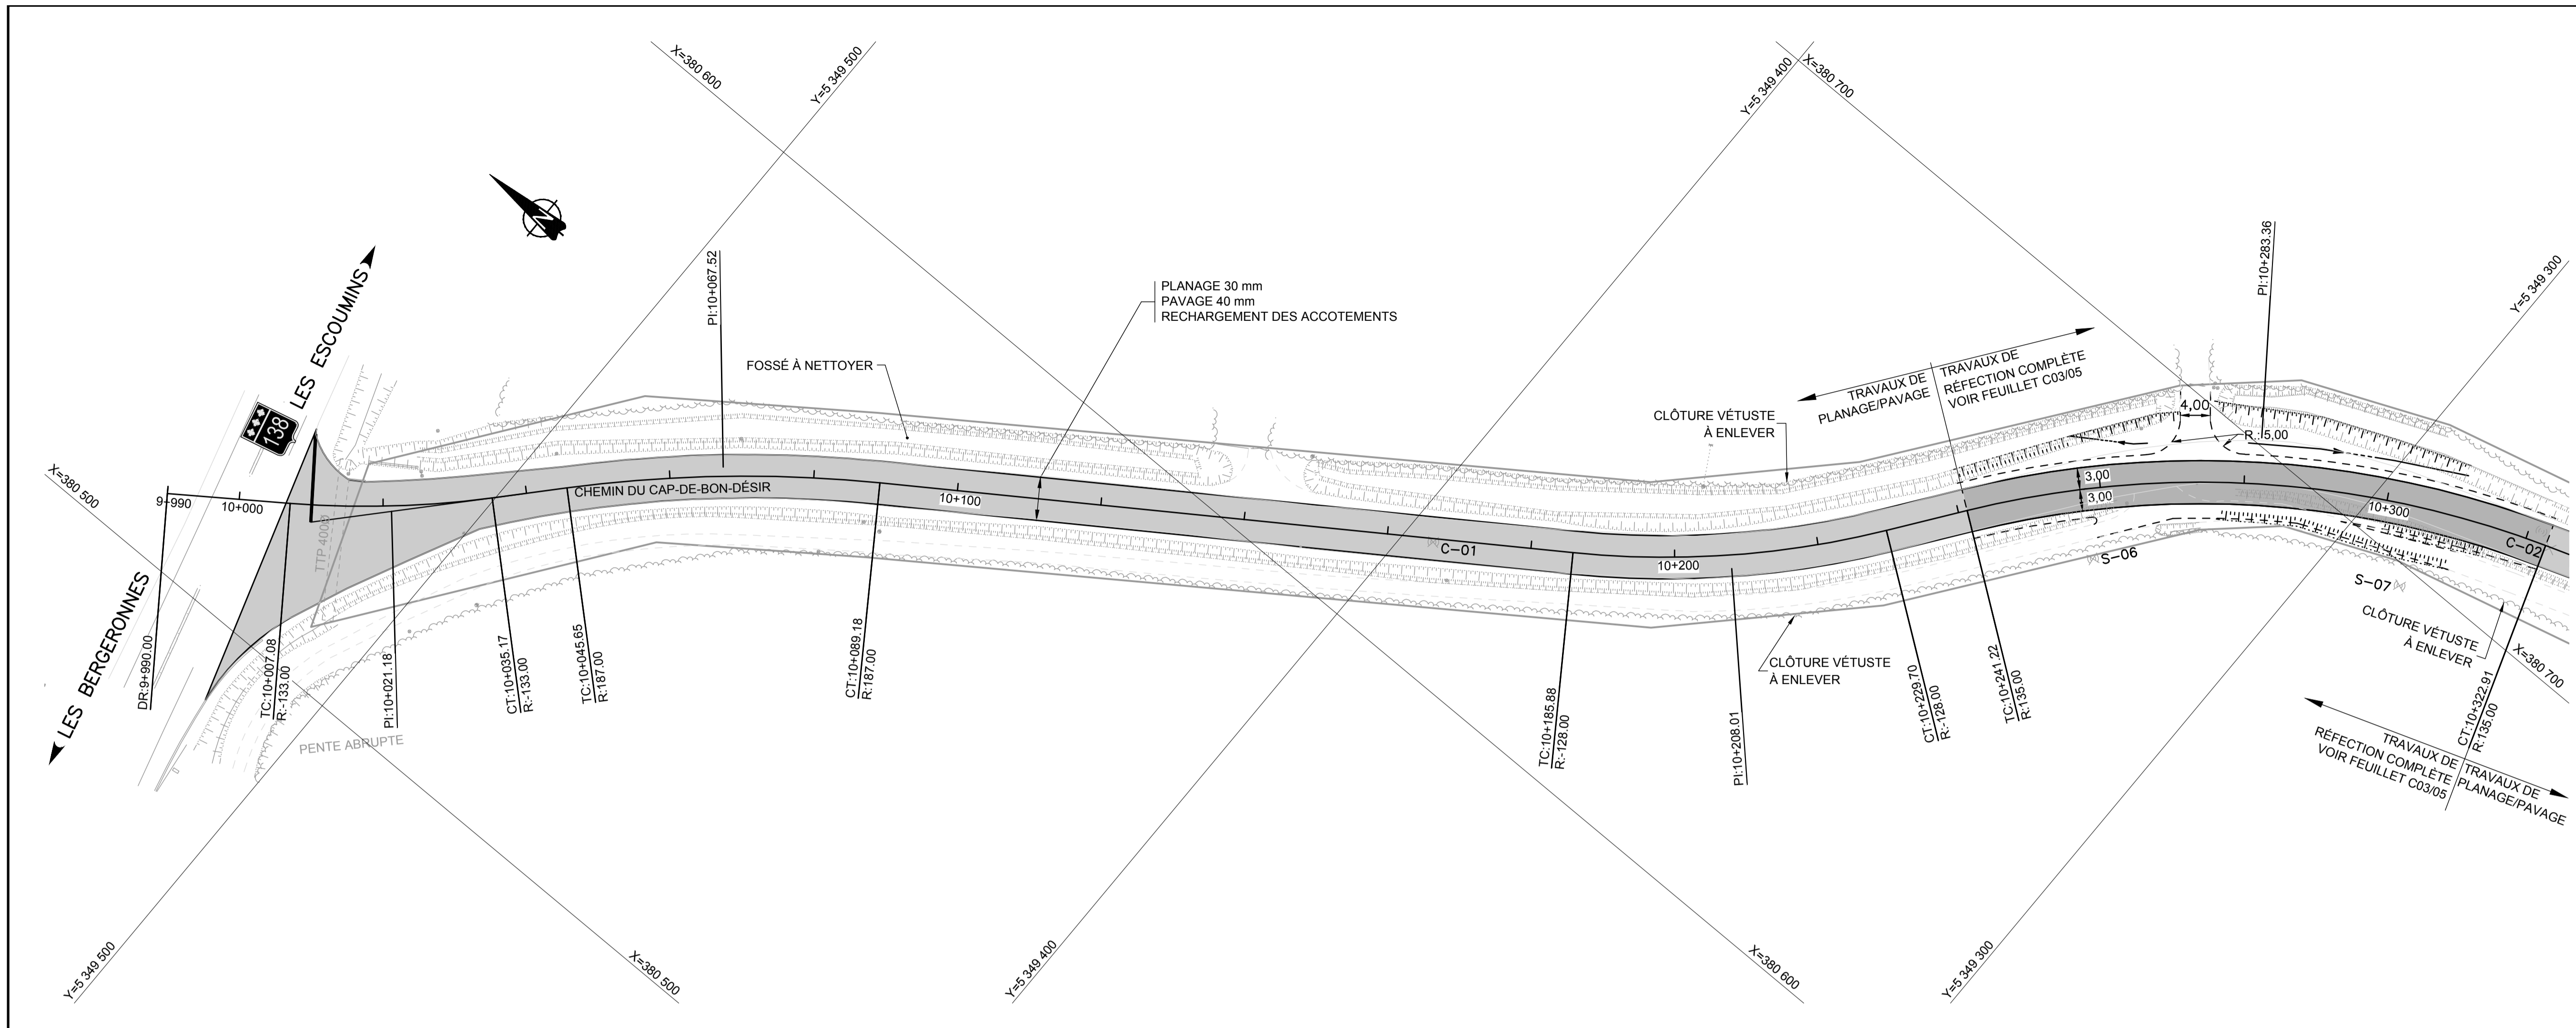 X=380 600
Y=5 349 500
Y=5 349 400
X=380 700
N
PI:10+283.36
Y=5 349 300
LES ESCOUMINS
138
PI:10+067.52
PLANAGE 30 mm
PAVAGE 40 mm
RECHARGEMENT DES ACCOTEMENTS
FOSSÉ À NETTOYER
TRAVAUX DE
PLANAGE/PAVAGE
TRAVAUX DE
RÉFECTION COMPLÈTE
VOIR FEUILLET C03/05
CLÔTURE VÉTUSTE
À ENLEVER
4,00
R.: 5,00
X=380 500
9+990
10+000
TTP 4000
CHEMIN DU CAP-DE-BON-DÉSIR
10+100
C-01
10+200
3,00
3,00
10+300
C-02
S-06
S-07
CLÔTURE VÉTUSTE
À ENLEVER
LES BERGERONNES
DR:9+990.00
TC:10+007.08
R:-133.00
PI:10+021.18
CT:10+035.17
R:-133.00
TC:10+045.65
R:187.00
CT:10+089.18
R:187.00
PENTE ABRUPTE
TC:10+185.88
R:-128.00
PI:10+208.01
CLÔTURE VÉTUSTE
À ENLEVER
CT:10+229.70
R:-128.00
TC:10+241.22
R:135.00
CT:10+322.91
R:135.00
X=380 700
TRAVAUX DE
RÉFECTION COMPLÈTE
VOIR FEUILLET C03/05
TRAVAUX DE
PLANAGE/PAVAGE
Y=5 349 500
X=380 500
Y=5 349 400
X=380 600
Y=5 349 300